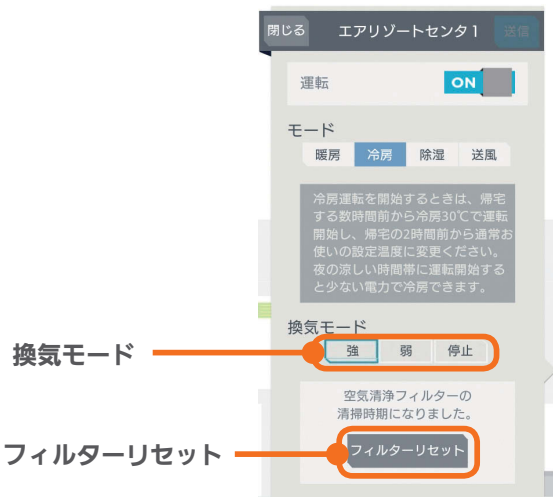 閉じる エアリゾートセンタ1 送信
運転 ON
モード
暖房 冷房 除湿 送風
冷房運転を開始するときは、帰宅
する数時間前から冷房30℃で運転
開始し、帰宅の2時間前から通常お
使いの設定温度に変更ください。
夜の涼しい時間帯に運転開始する
と少ない電力で冷房できます。
換気モード
換気モード 強 弱 停止
空気清浄フィルターの
清掃時期になりました。
フィルターリセット フィルターリセット